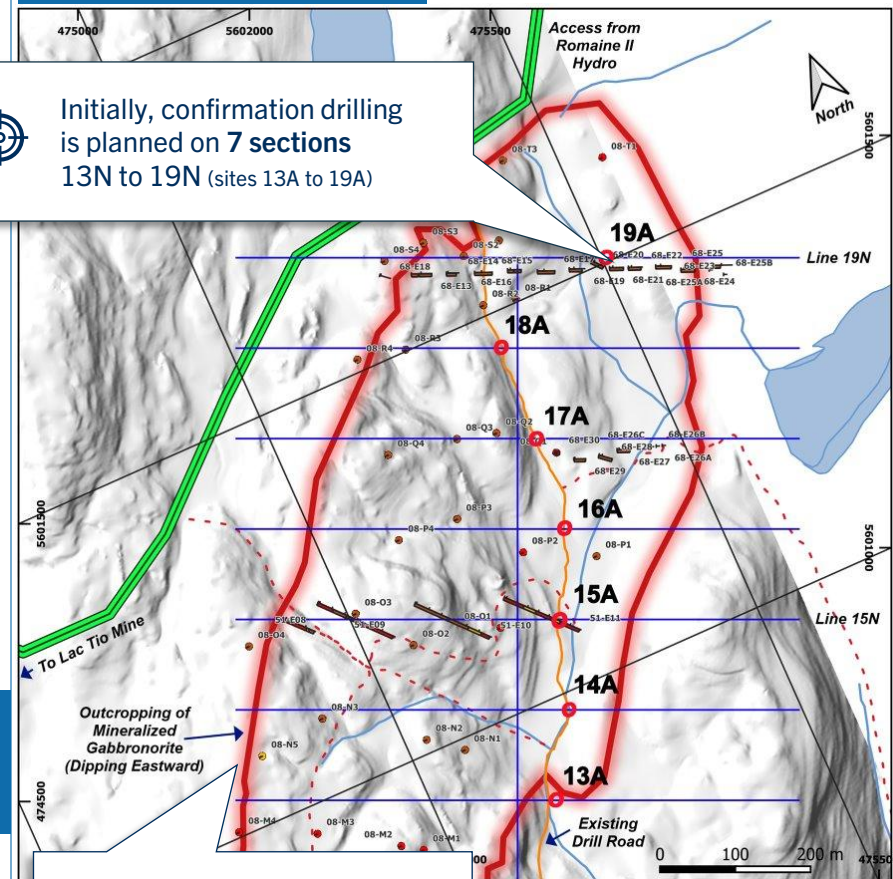 475000
5602000
475500
Access from
Romaine II
Hydro
North
5601500
Initially, confirmation drilling
is planned on 7 sections
13N to 19N (sites 13A to 19A)
08-T3
08-T1
19A
08-S3
08-S4
08-S2
68-E14
68-E15
68-E17
68-E20
68-E22
68-E25
Line 19N
68-E18
68-E23
68-E25B
68-E13
68-E16
08-R1
68-E19
68-E21
68-E25A
68-E24
08-R2
18A
08-R3
08-R4
17A
08-Q3
08-Q2
68-E30
68-E26C
68-E26B
08-Q4
68-E28
68-E27
68-E26A
68-E29
16A
08-P3
5601500
08-P4
08-P2
08-P1
5601000
15A
08-O3
08-O1
51-E08
51-E09
51-E10
51-E11
Line 15N
08-O4
08-O2
To Lac Tio Mine
14A
Outcropping of
Mineralized
Gabbronorite
(Dipping Eastward)
08-N3
08-N2
08-N1
08-N5
13A
474500
08-M4
08-M3
08-M2
08-M1
Existing
Drill Road
0 100 200 m